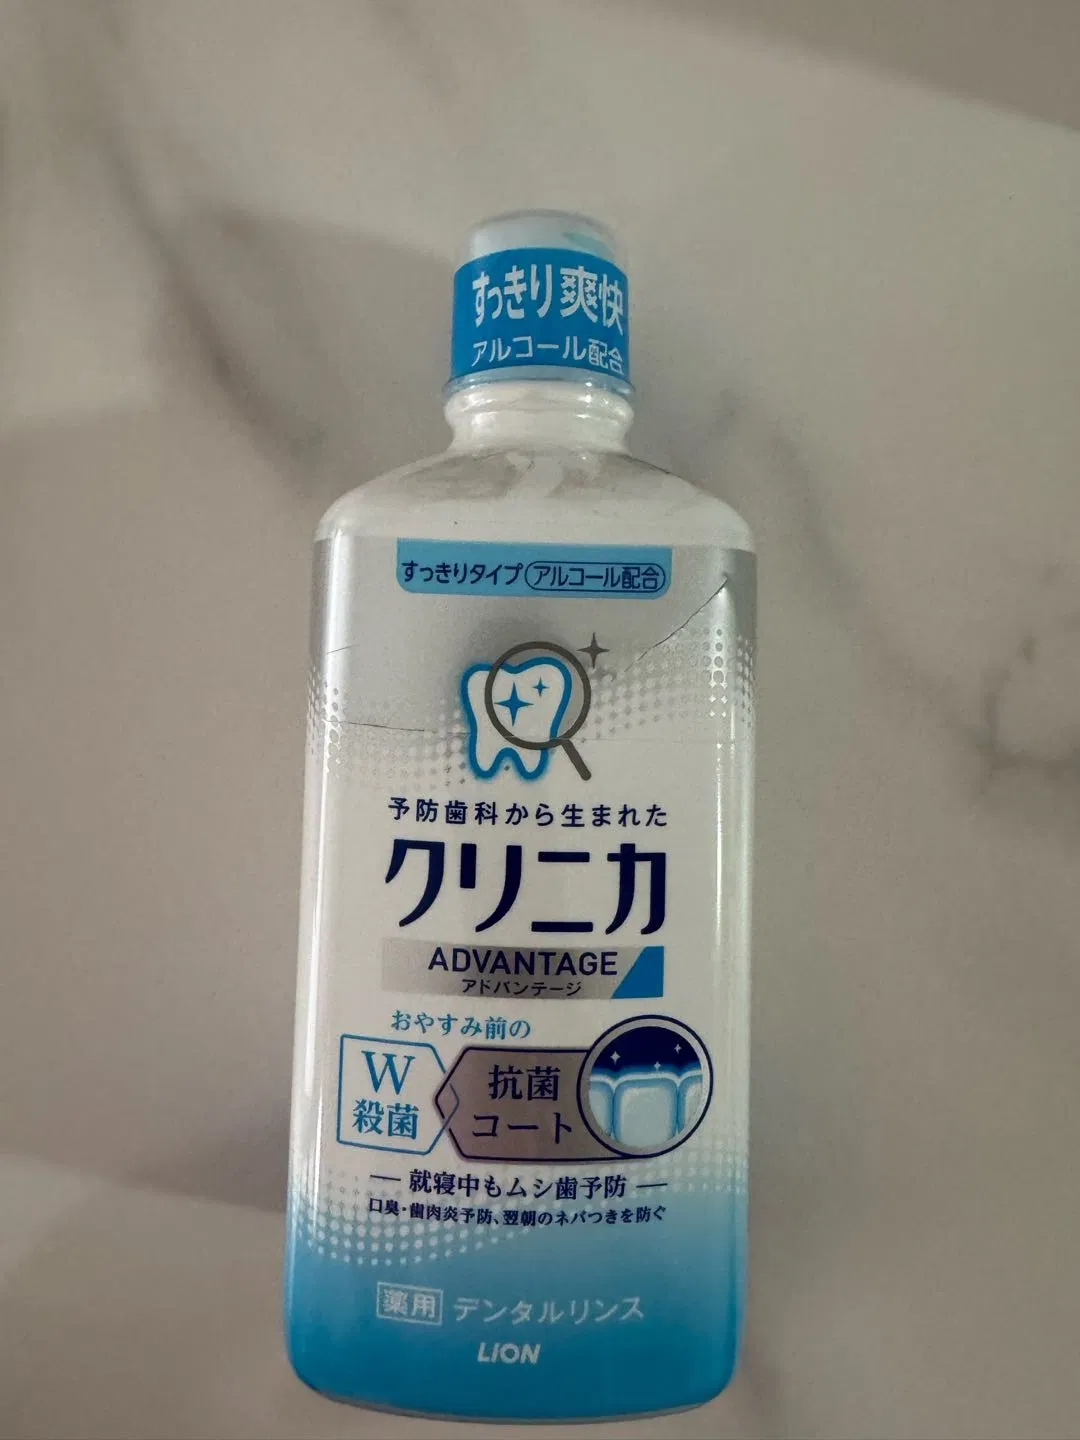 すっきり爽快
アルコール配合
すっきりタイプ アルコール配合
予防歯科から生まれた
クリニカ
ADVANTAGE
アドバンテージ
おやすみ前の
W
殺菌
抗菌
コート
就寝中もムシ歯予防
口臭・歯肉炎予防、翌朝のネバつきを防ぐ
薬用 デンタルリンス
LION